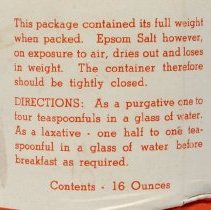 This package contained its full weight
when packed. Epsom Salt however,
on exposure to air, dries out and loses
in weight. The container therefore
should be tightly closed.
DIRECTIONS: As a purgative one to
four teaspoonfuls in a glass of water.
As a laxative - one half to one tea-
spoonful in a glass of water before
breakfast as required.
Contents - 16 Ounces